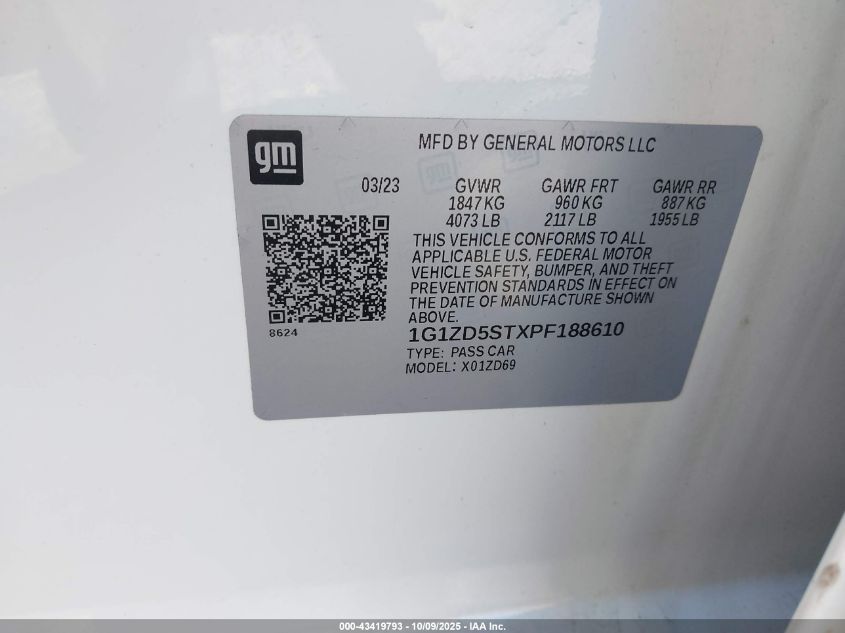 gm
MFD BY GENERAL MOTORS LLC
03/23 GVWR GAWR FRT GAWR RR
1847 KG 960 KG 887 KG
4073 LB 2117 LB 1955 LB
THIS VEHICLE CONFORMS TO ALL
APPLICABLE U.S. FEDERAL MOTOR
VEHICLE SAFETY, BUMPER, AND THEFT
PREVENTION STANDARDS IN EFFECT ON
THE DATE OF MANUFACTURE SHOWN
ABOVE.
8624
1G1ZD5STXPF188610
TYPE: PASS CAR
MODEL: X01ZD69
000-43419793 - 10/09/2025 - IAA Inc.